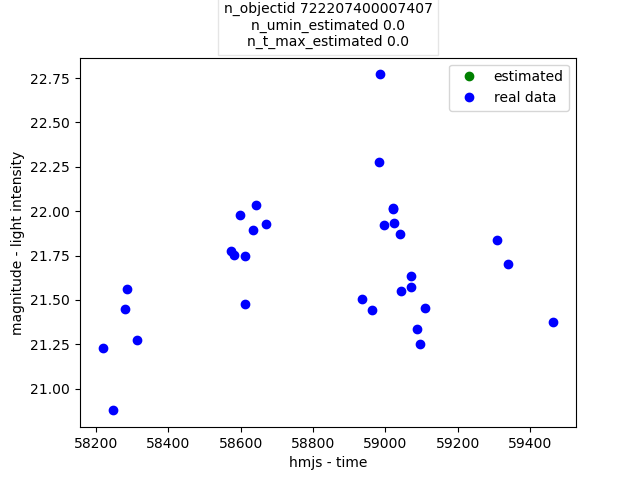 n_objectid 722207400007407
n_umin_estimated 0.0
n_t_max_estimated 0.0
estimated
real data
22.75
22.50
22.25
22.00
21.75
21.50
21.25
21.00
magnitude - light intensity
58200 58400 58600 58800 59000 59200 59400
hmjs - time